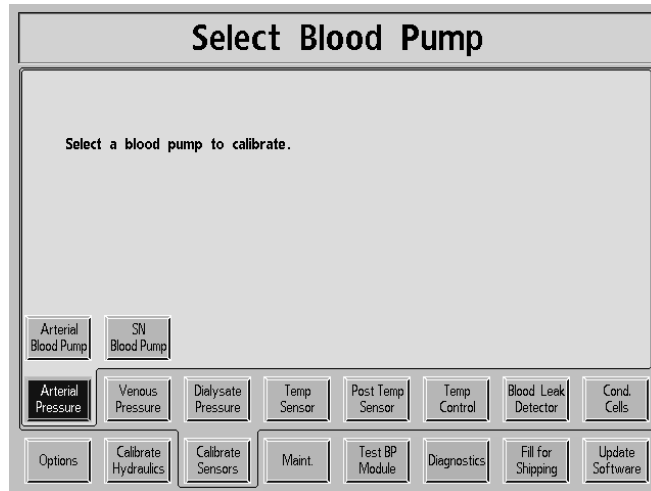 Select Blood Pump
Select a blood pump to calibrate.
Arterial
Blood Pump
SN
Blood Pump
Arterial
Pressure
Venous
Pressure
Dialysate
Pressure
Temp
Sensor
Post Temp
Sensor
Temp
Control
Blood Leak
Detector
Cond.
Cells
Options
Calibrate
Hydraulics
Calibrate
Sensors
Maint.
Test BP
Module
Diagnostics
Fill for
Shipping
Update
Software